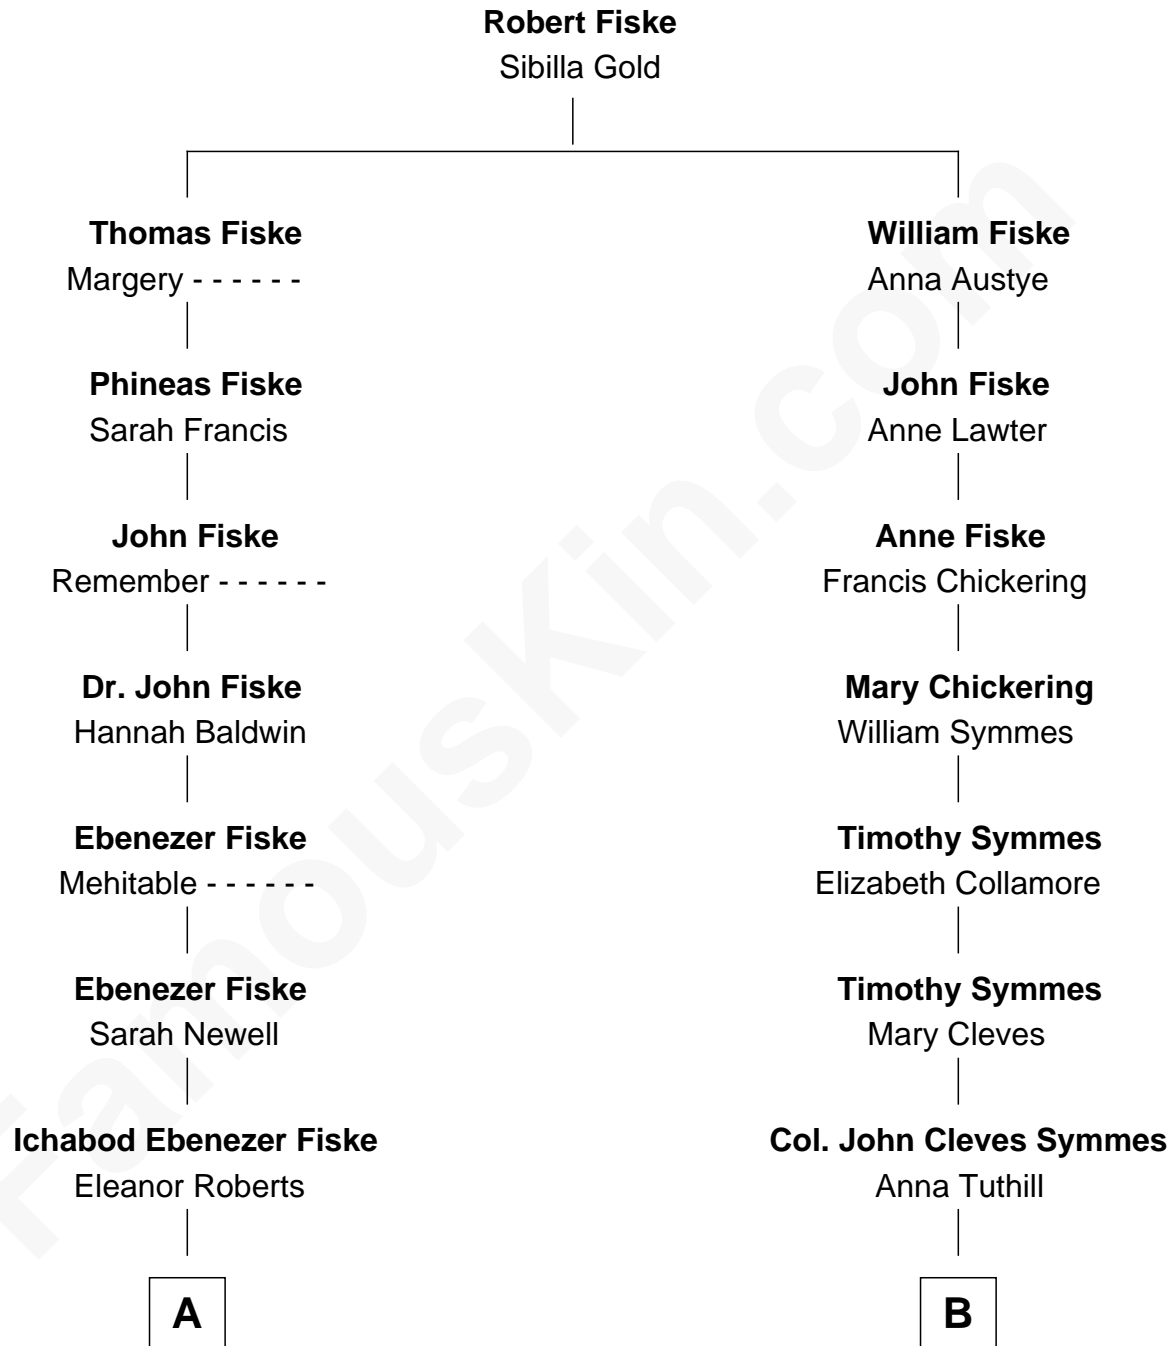 Robert Fiske
Sibilla Gold
Thomas Fiske
Margery - - - - - -
William Fiske
Anna Austye
Phineas Fiske
Sarah Francis
John Fiske
Anne Lawter
John Fiske
Remember - - - - - -
Anne Fiske
Francis Chickering
Dr. John Fiske
Hannah Baldwin
Mary Chickering
William Symmes
Ebenezer Fiske
Mehitable - - - - - -
Timothy Symmes
Elizabeth Collamore
Ebenezer Fiske
Sarah Newell
Timothy Symmes
Mary Cleves
Ichabod Ebenezer Fiske
Eleanor Roberts
Col. John Cleves Symmes
Anna Tuthill
A
B
FamousKin.com